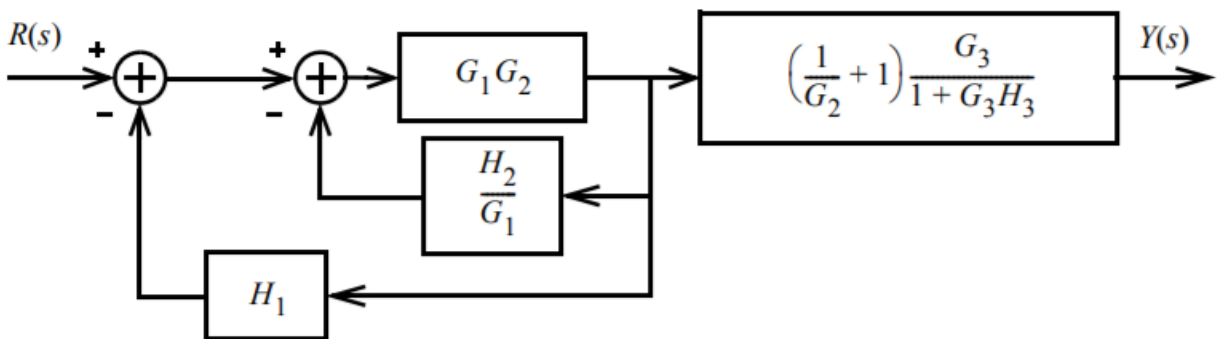 R(s)
Y(s)
+
+
+
+
G₁G₂
(1/G₂ + 1) G₃/(1 + G₃H₃)
−
−
H₂/G₁
H₁